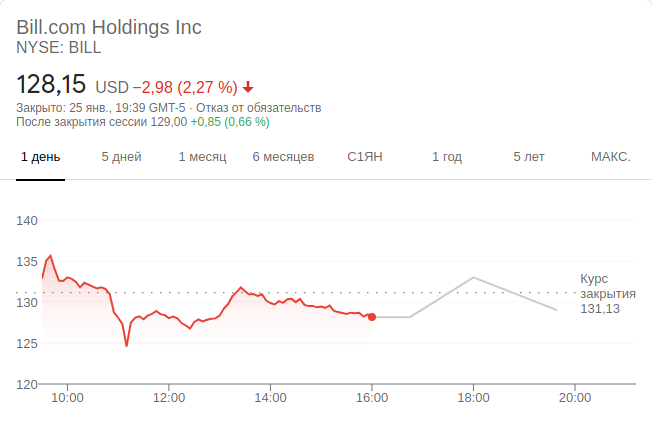 Bill.com Holdings Inc
NYSE: BILL
128,15 USD −2,98 (2,27 %)
Закрыто: 25 янв., 19:39 GMT-5 · Отказ от обязательств
После закрытия сессии 129,00 +0,85 (0,66 %)
1 день 5 дней 1 месяц 6 месяцев С1ЯН 1 год 5 лет МАКС.
140
135
130
125
120
Курс
закрытия
131,13
10:00 12:00 14:00 16:00 18:00 20:00